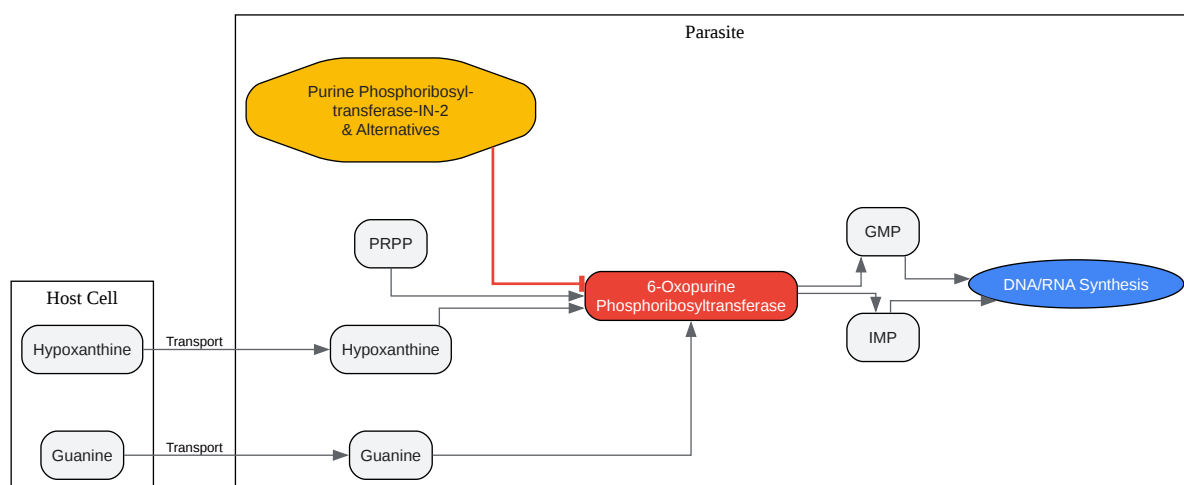 Parasite
Purine Phosphoribosyl-
transferase-IN-2
& Alternatives
PRPP
GMP
6-Oxopurine
Phosphoribosyltransferase
DNA/RNA Synthesis
Host Cell
Hypoxanthine
Transport
Hypoxanthine
IMP
Guanine
Transport
Guanine